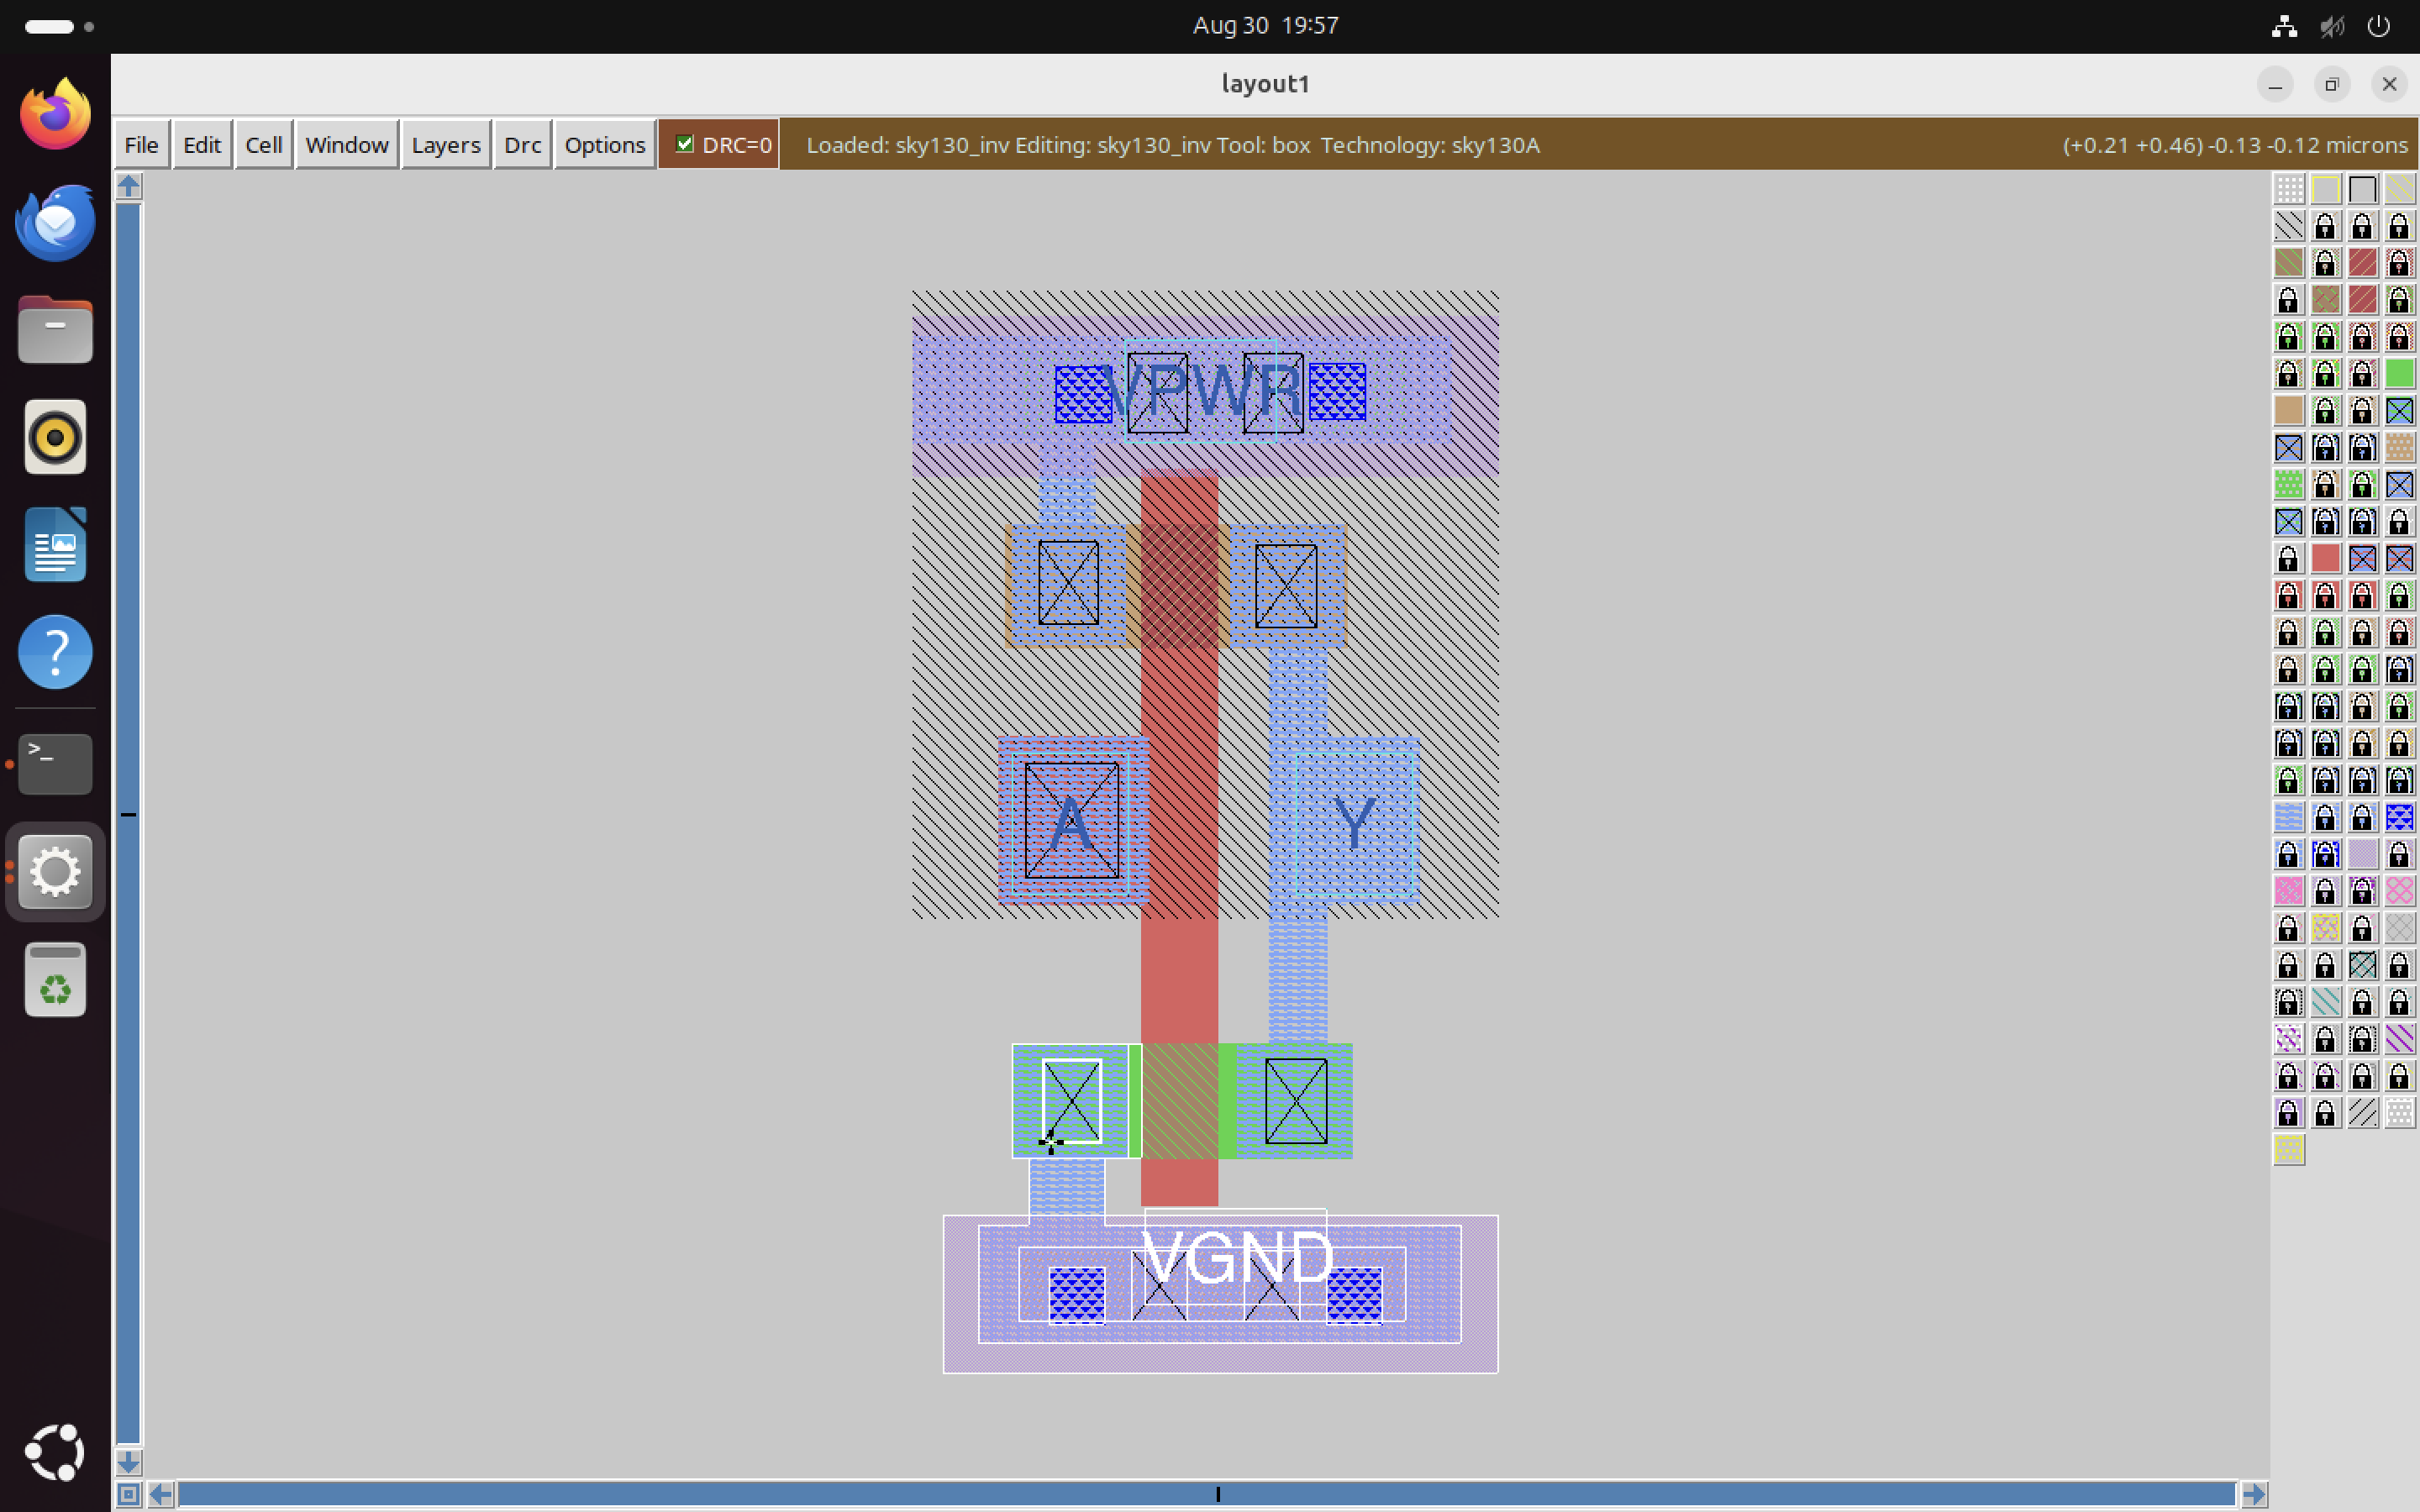 Aug 30 19:57
layout1
File Edit Cell Window Layers Drc Options DRC=0 Loaded: sky130_inv Editing: sky130_inv Tool: box Technology: sky130A (+0.21 +0.46) -0.13 -0.12 microns
VPWR
>_
A Y
VGND